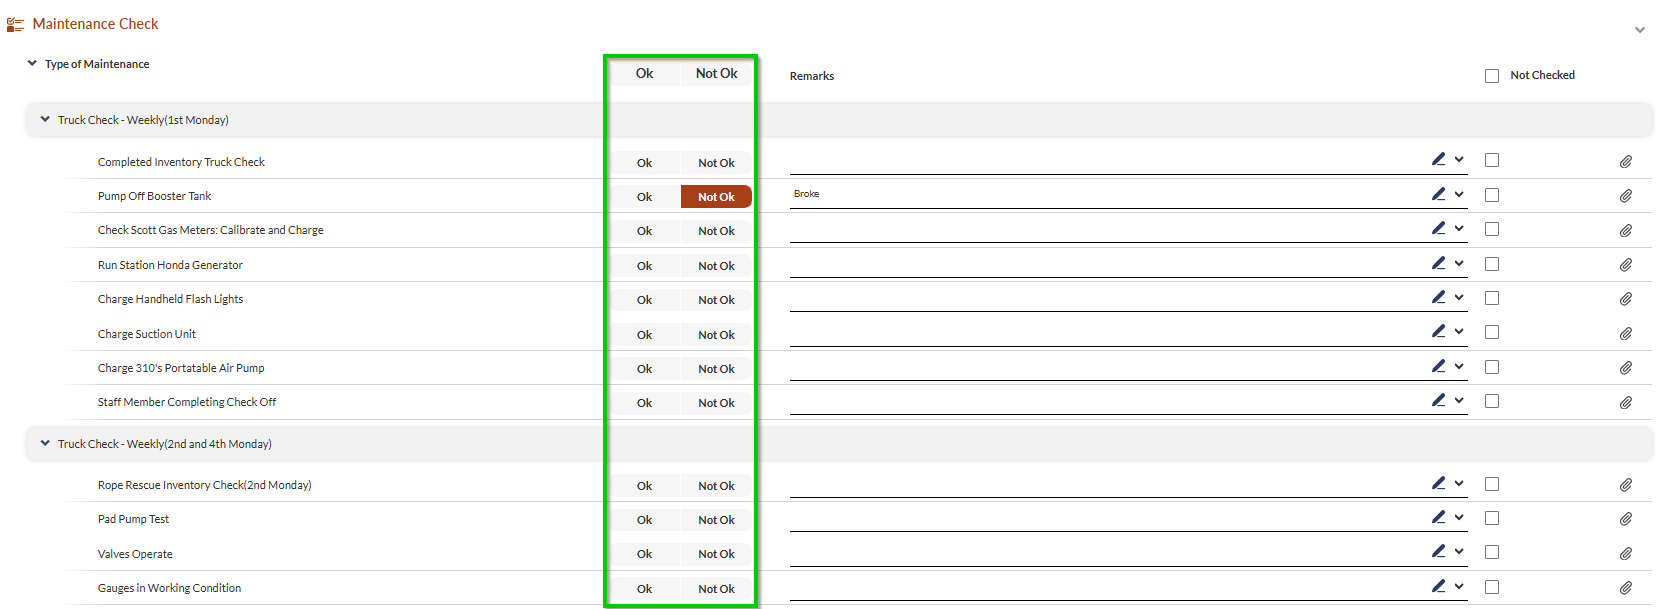 Maintenance Check
Type of Maintenance Ok Not Ok Remarks Not Checked
Truck Check - Weekly(1st Monday)
Completed Inventory Truck Check Ok Not Ok
Pump Off Booster Tank Ok Not Ok Broke
Check Scott Gas Meters: Calibrate and Charge Ok Not Ok
Run Station Honda Generator Ok Not Ok
Charge Handheld Flash Lights Ok Not Ok
Charge Suction Unit Ok Not Ok
Charge 310's Portatable Air Pump Ok Not Ok
Staff Member Completing Check Off Ok Not Ok
Truck Check - Weekly(2nd and 4th Monday)
Rope Rescue Inventory Check(2nd Monday) Ok Not Ok
Pad Pump Test Ok Not Ok
Valves Operate Ok Not Ok
Gauges in Working Condition Ok Not Ok